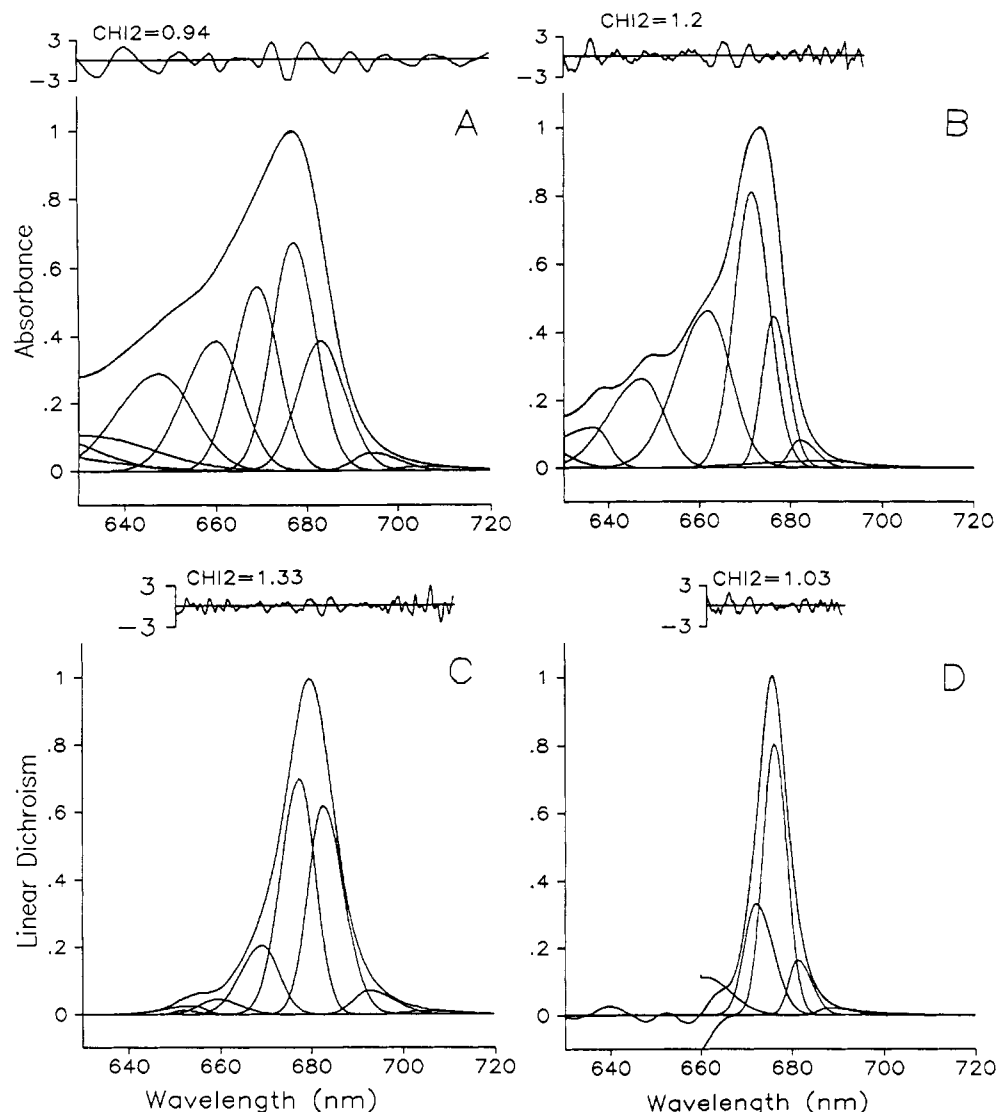 CHI2=0.94
3
-3
A
1
.8
.6
.4
.2
0
Absorbance
640 660 680 700 720
CHI2=1.2
3
-3
B
1
.8
.6
.4
.2
0
640 660 680 700 720
CHI2=1.33
3
-3
C
1
.8
.6
.4
.2
0
Linear Dichroism
640 660 680 700 720
Wavelength (nm)
CHI2=1.03
3
-3
D
1
.8
.6
.4
.2
0
640 660 680 700 720
Wavelength (nm)